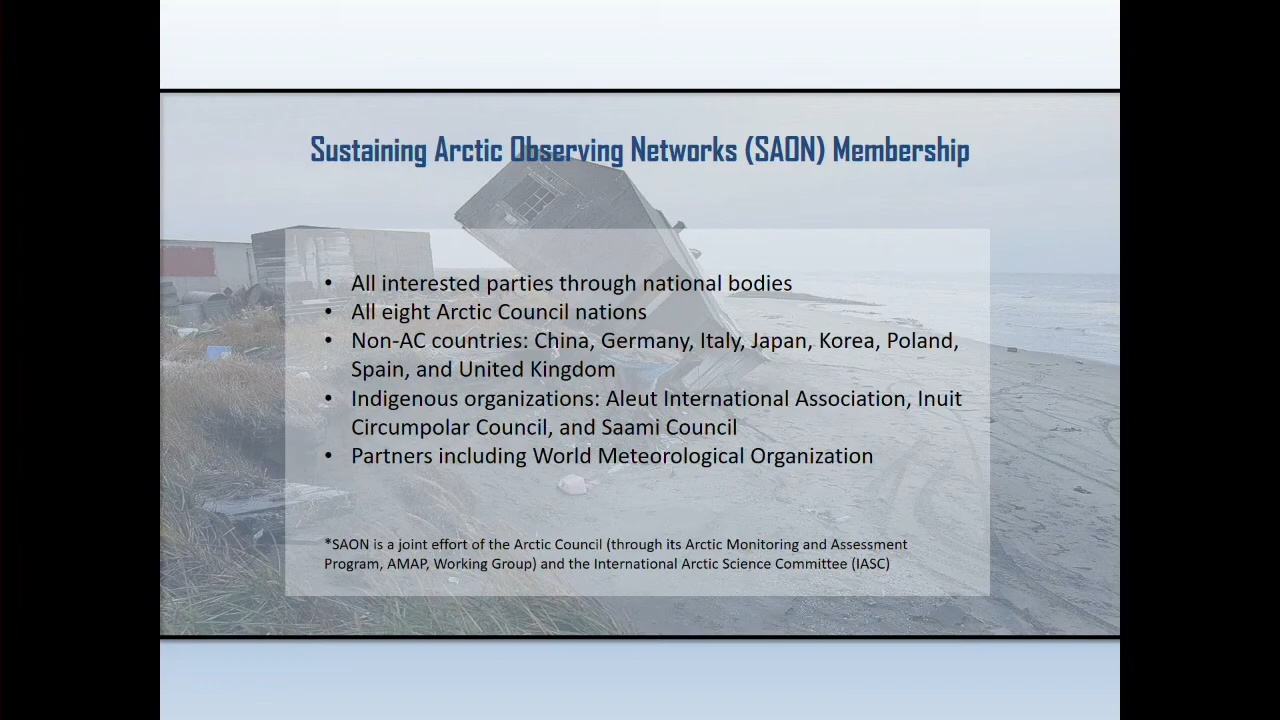 Sustaining Arctic Observing Networks (SAON) Membership
• All interested parties through national bodies
• All eight Arctic Council nations
• Non-AC countries: China, Germany, Italy, Japan, Korea, Poland,
Spain, and United Kingdom
• Indigenous organizations: Aleut International Association, Inuit
Circumpolar Council, and Saami Council
• Partners including World Meteorological Organization
*SAON is a joint effort of the Arctic Council (through its Arctic Monitoring and Assessment
Program, AMAP, Working Group) and the International Arctic Science Committee (IASC)